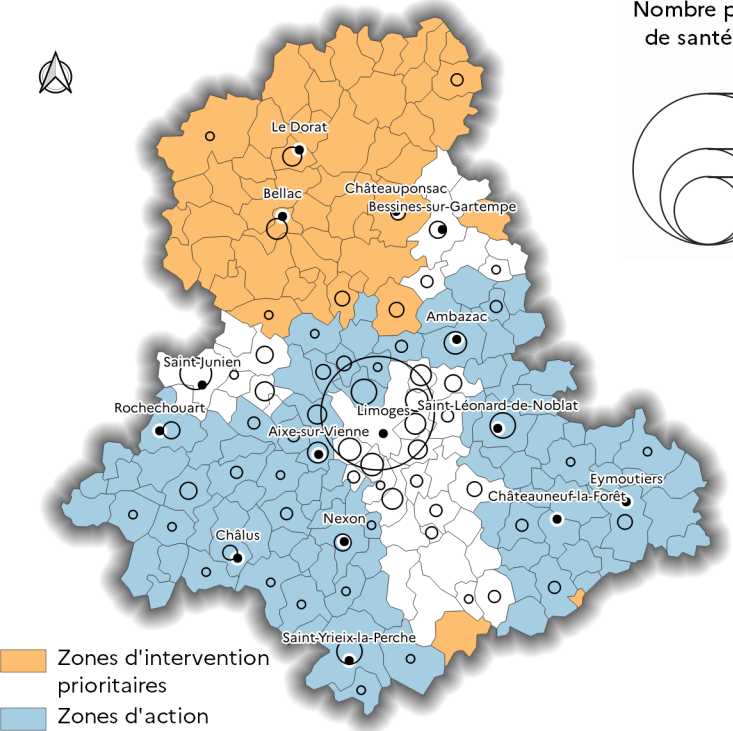 Nombre p
de santé
Le Dorat
Bellac
Châteauponsac
Bessines-sur-Gartempe
Ambazac
Saint-Junien
Rochechouart
Limoges
Saint-Léonard-de-Noblat
Aixe-sur-Vienne
Eymoutiers
Châteauneuf-la-Forêt
Nexon
Châlus
Saint-Yrieix-la-Perche
Zones d'intervention
prioritaires
Zones d'action